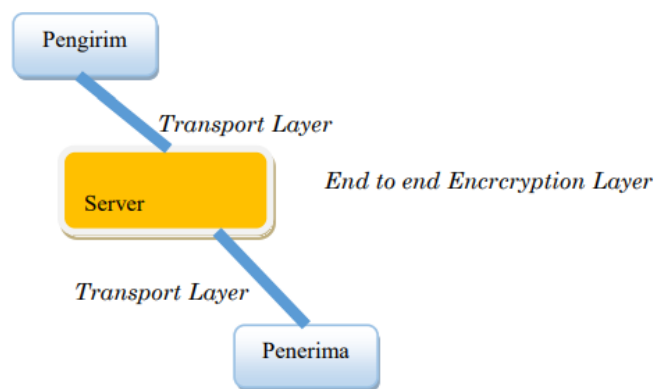 Pengirim
Transport Layer
End to end Encrcryption Layer
Server
Transport Layer
Penerima